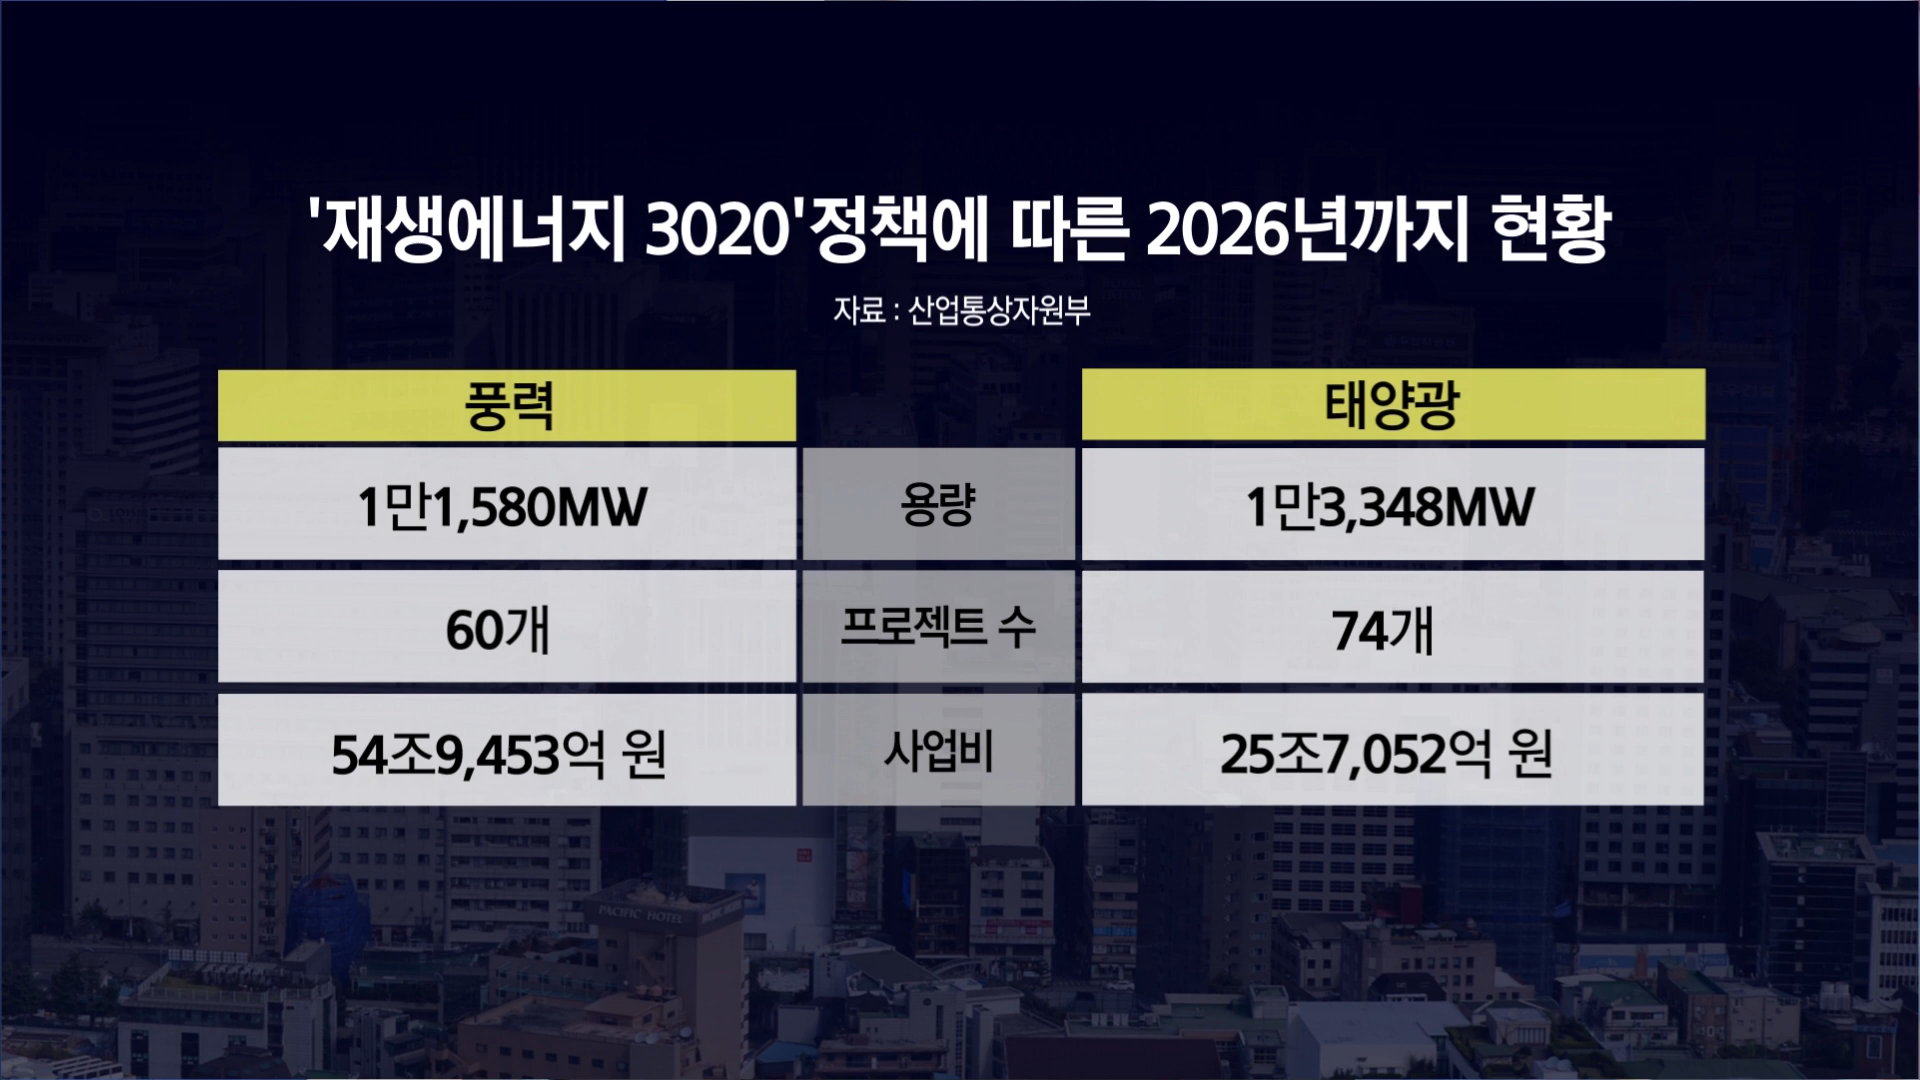 '재생에너지 3020'정책에 따른 2026년까지 현황
자료 : 산업통상자원부
풍력 태양광
1만1,580MW 용량 1만3,348MW
60개 프로젝트 수 74개
54조9,453억 원 사업비 25조7,052억 원
PACIFIC HOTEL